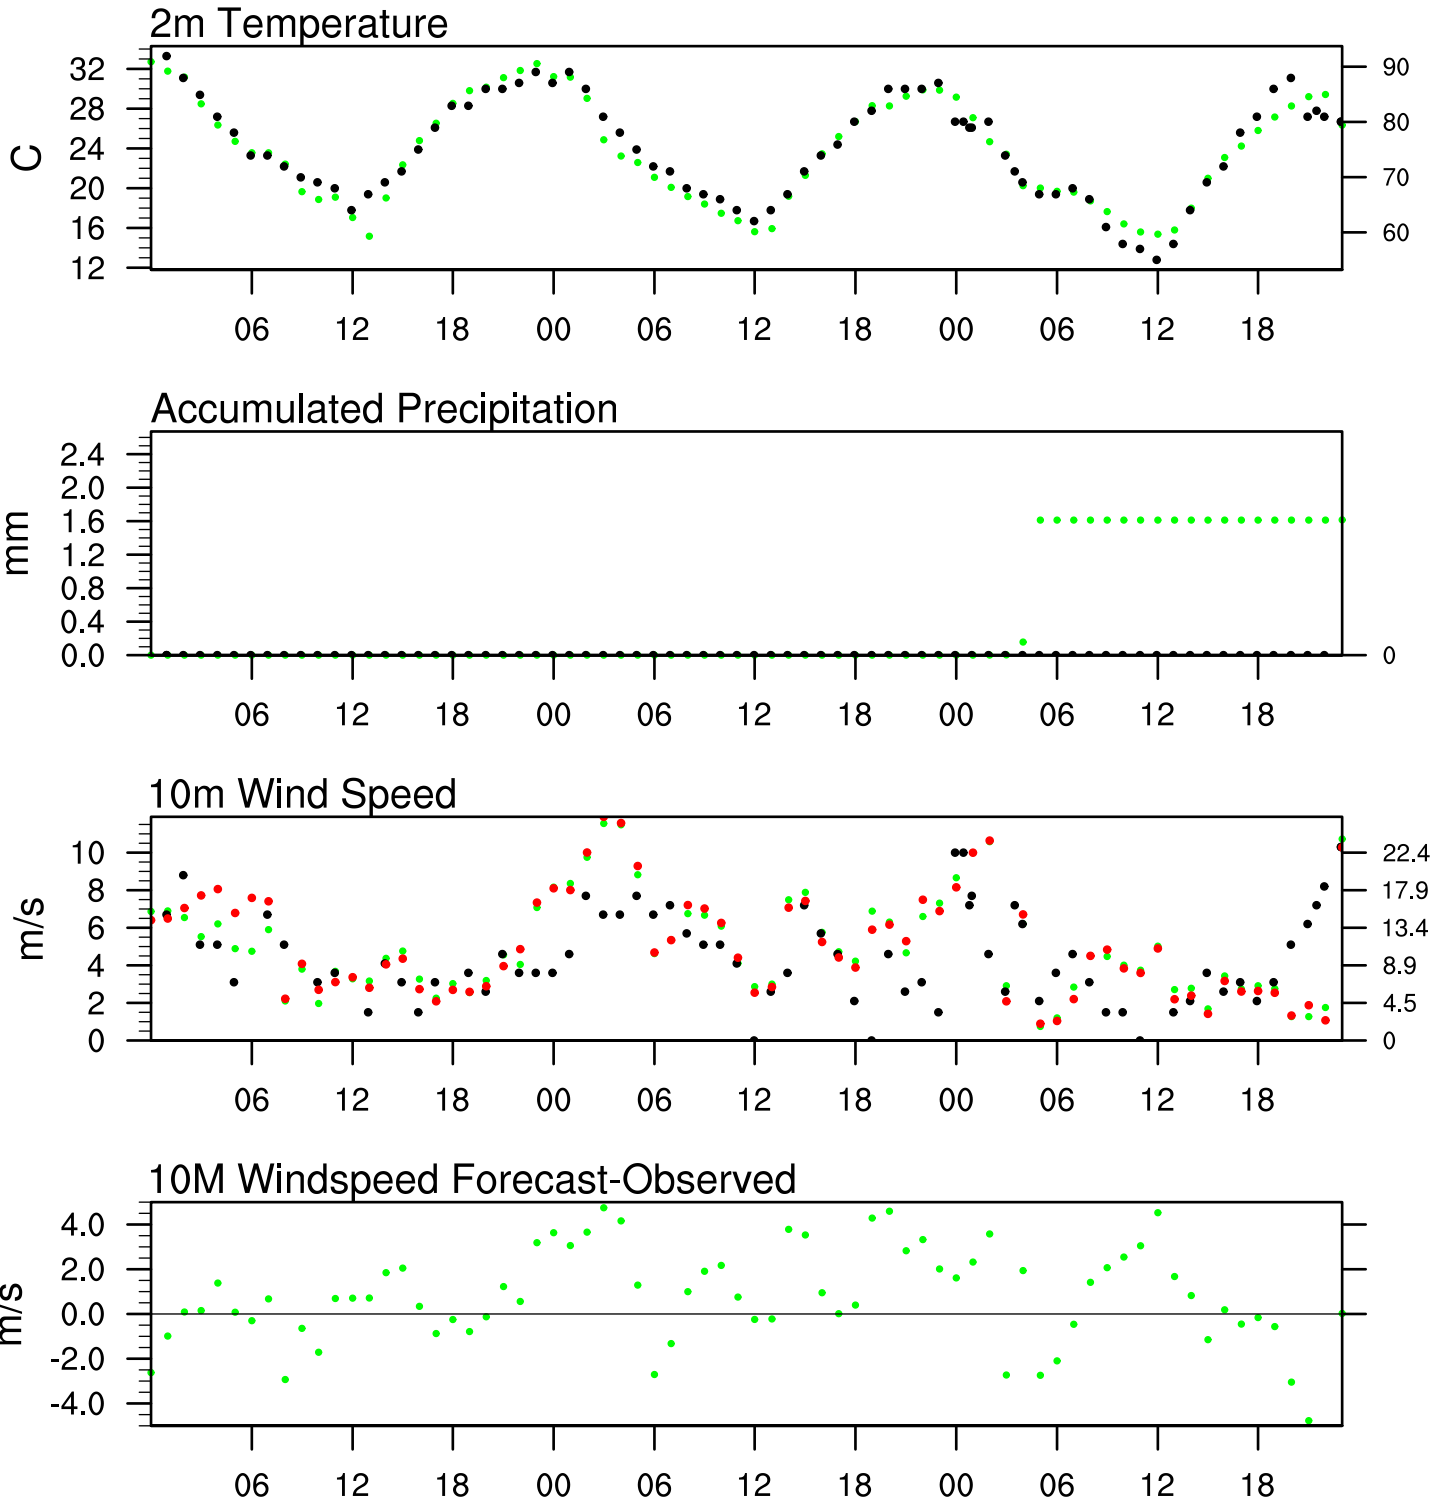 2m Temperature
32
28
24
20
16
12
C
90
80
70
60
06 12 18 00 06 12 18 00 06 12 18
Accumulated Precipitation
2.4
2.0
1.6
1.2
0.8
0.4
0.0
mm
0
06 12 18 00 06 12 18 00 06 12 18
10m Wind Speed
10
8
6
4
2
0
m/s
22.4
17.9
13.4
8.9
4.5
0
06 12 18 00 06 12 18 00 06 12 18
10M Windspeed Forecast-Observed
4.0
2.0
0.0
-2.0
-4.0
m/s
06 12 18 00 06 12 18 00 06 12 18